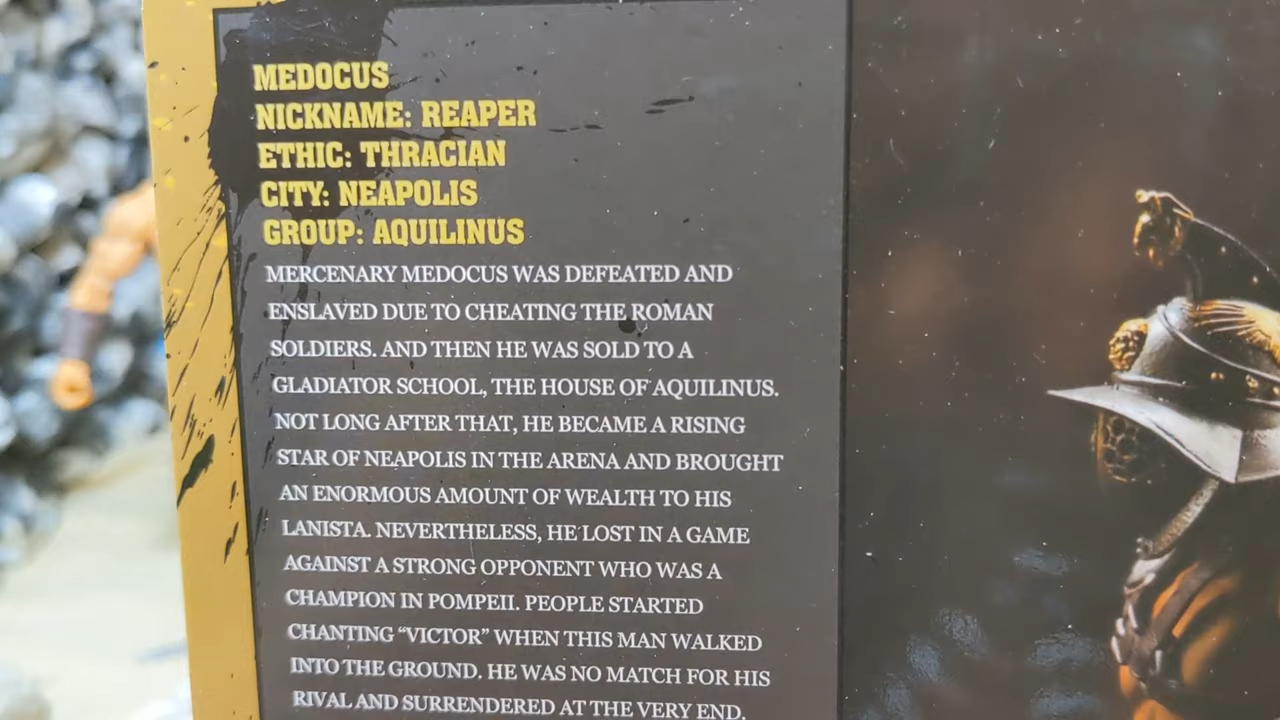 MEDOCUS
NICKNAME: REAPER
ETHIC: THRACIAN
CITY: NEAPOLIS
GROUP: AQUILINUS
MERCENARY MEDOCUS WAS DEFEATED AND
ENSLAVED DUE TO CHEATING THE ROMAN
SOLDIERS. AND THEN HE WAS SOLD TO A
GLADIATOR SCHOOL, THE HOUSE OF AQUILINUS.
NOT LONG AFTER THAT, HE BECAME A RISING
STAR OF NEAPOLIS IN THE ARENA AND BROUGHT
AN ENORMOUS AMOUNT OF WEALTH TO HIS
LANISTA. NEVERTHELESS, HE LOST IN A GAME
AGAINST A STRONG OPPONENT WHO WAS A
CHAMPION IN POMPEII. PEOPLE STARTED
CHANTING “VICTOR” WHEN THIS MAN WALKED
INTO THE GROUND. HE WAS NO MATCH FOR HIS
RIVAL AND SURRENDERED AT THE VERY END.